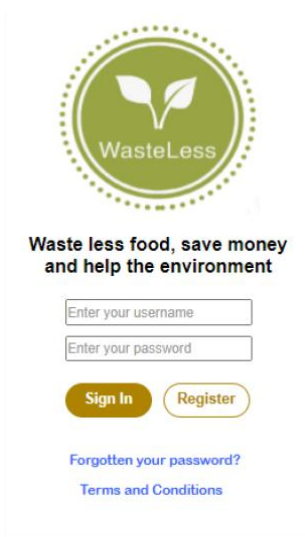 WasteLess
Waste less food, save money
and help the environment
Enter your username
Enter your password
Sign In
Register
Forgotten your password?
Terms and Conditions